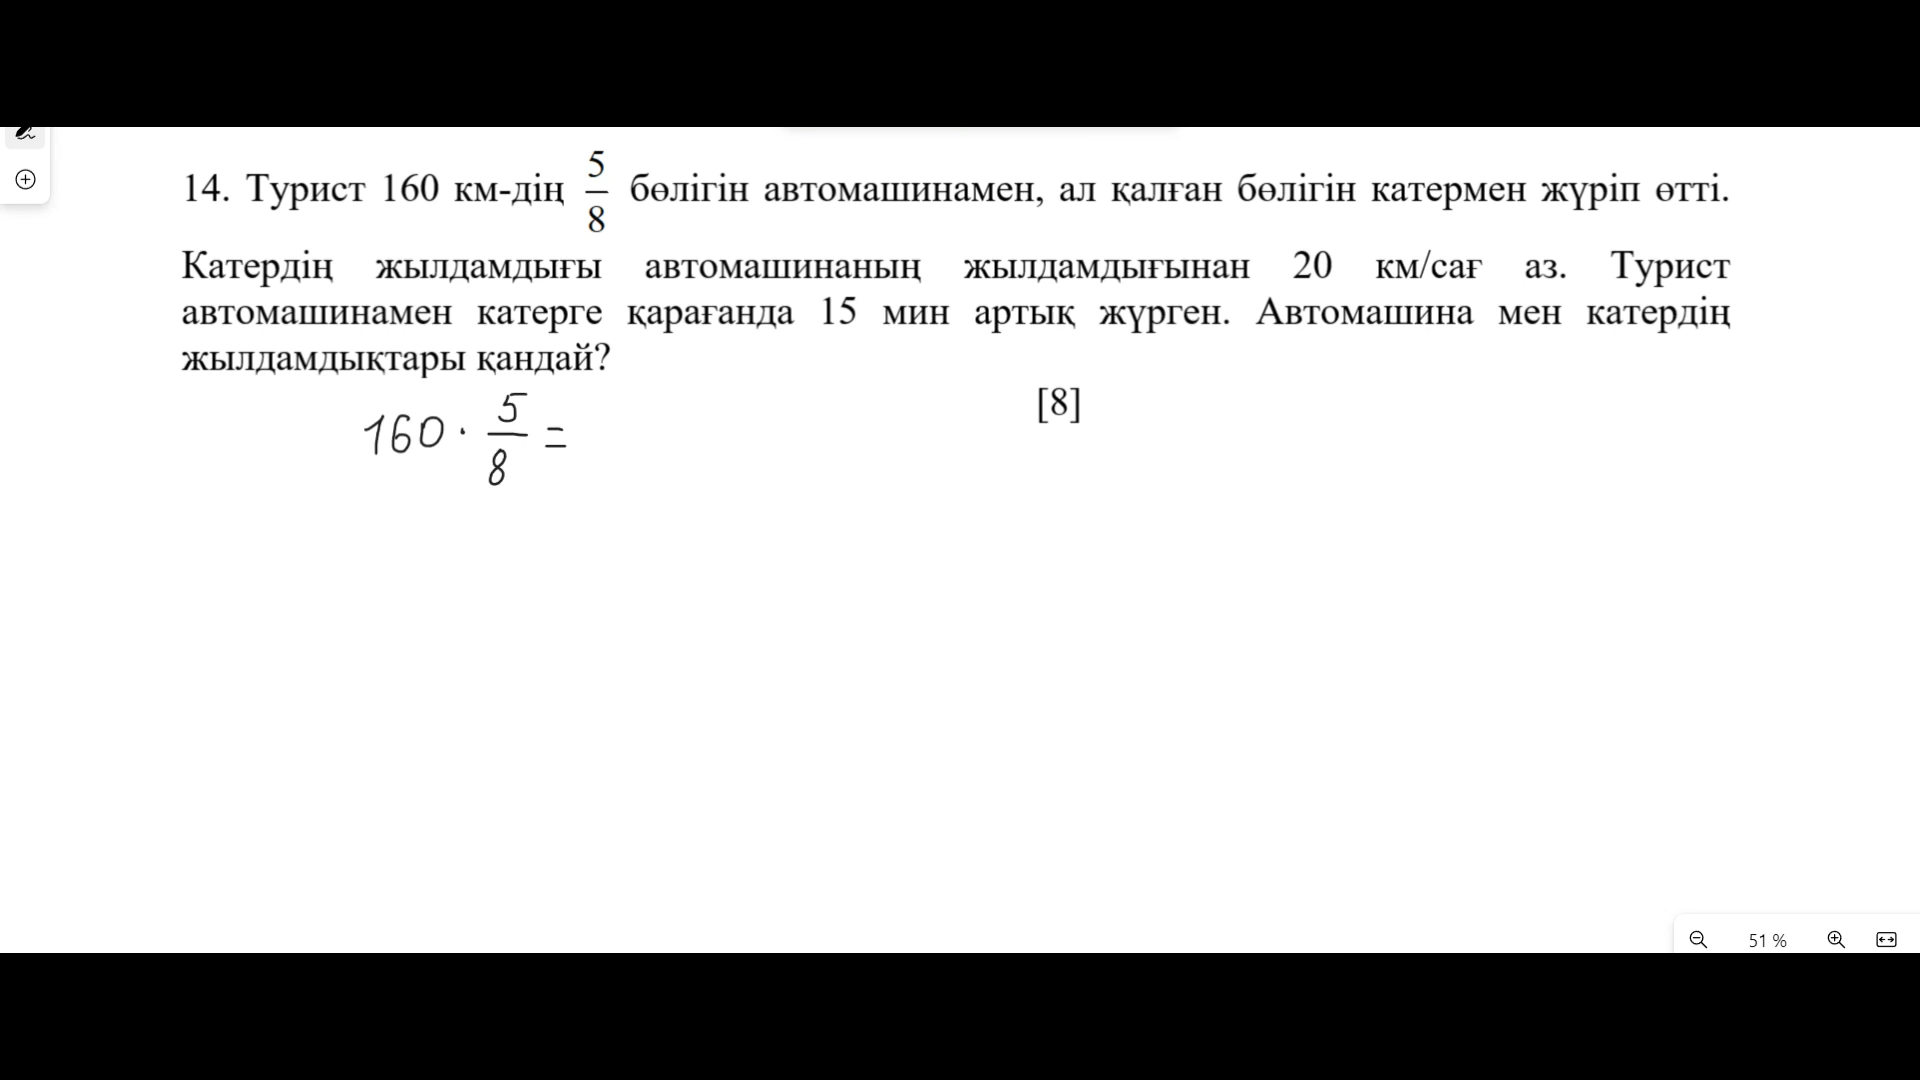 14. Турист 160 км-дің 5/8 бөлігін автомашинамен, ал қалған бөлігін катермен жүріп өтті.
Катердің жылдамдығы автомашинаның жылдамдығынан 20 км/сағ аз. Турист
автомашинамен катерге қарағанда 15 мин артық жүрген. Автомашина мен катердің
жылдамдықтары қандай?
[8]
160 · 5/8 =
51 %